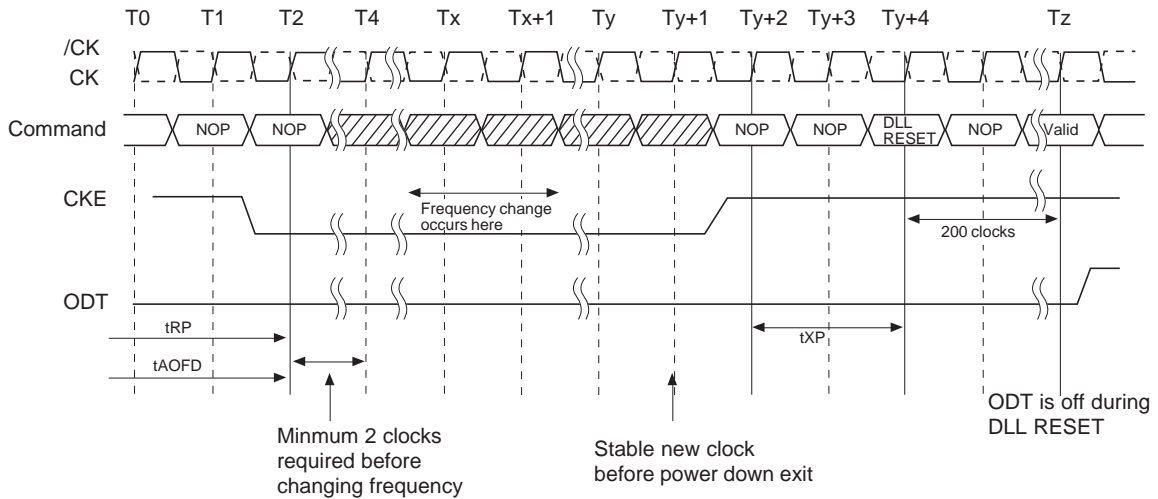 T0 T1 T2 T4 Tx Tx+1 Ty Ty+1 Ty+2 Ty+3 Ty+4 Tz
/CK
CK
Command NOP NOP NOP NOP DLL RESET NOP Valid
CKE
Frequency change
occurs here
200 clocks
ODT
tRP
tXP
tAOFD
Minmum 2 clocks
required before
changing frequency
Stable new clock
before power down exit
ODT is off during
DLL RESET